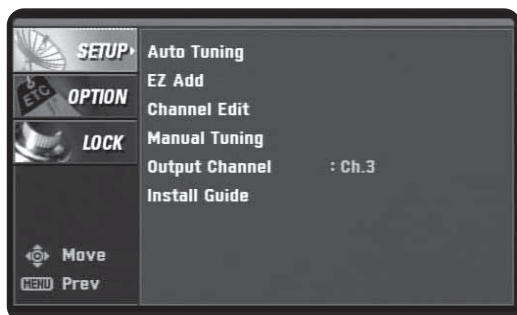 SETUP
ETC
OPTION
LOCK
Auto Tuning
EZ Add
Channel Edit
Manual Tuning
Output Channel : Ch.3
Install Guide
Move
MENU Prev